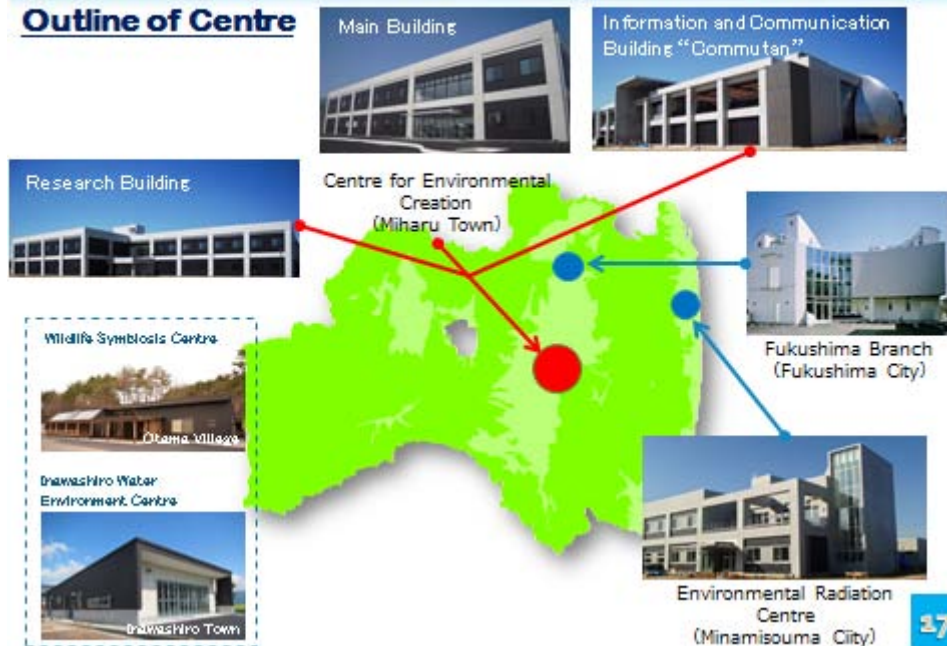 Outline of Centre
Main Building
Information and Communication
Building “Commutan”
Research Building
Centre for Environmental
Creation
(Miharu Town)
Fukushima Branch
(Fukushima City)
Wildlife Symbiosis Centre
Otama Village
Inawashiro Water
Environment Centre
Inawashiro Town
Environmental Radiation
Centre
(Minamisouma Ciity)
17